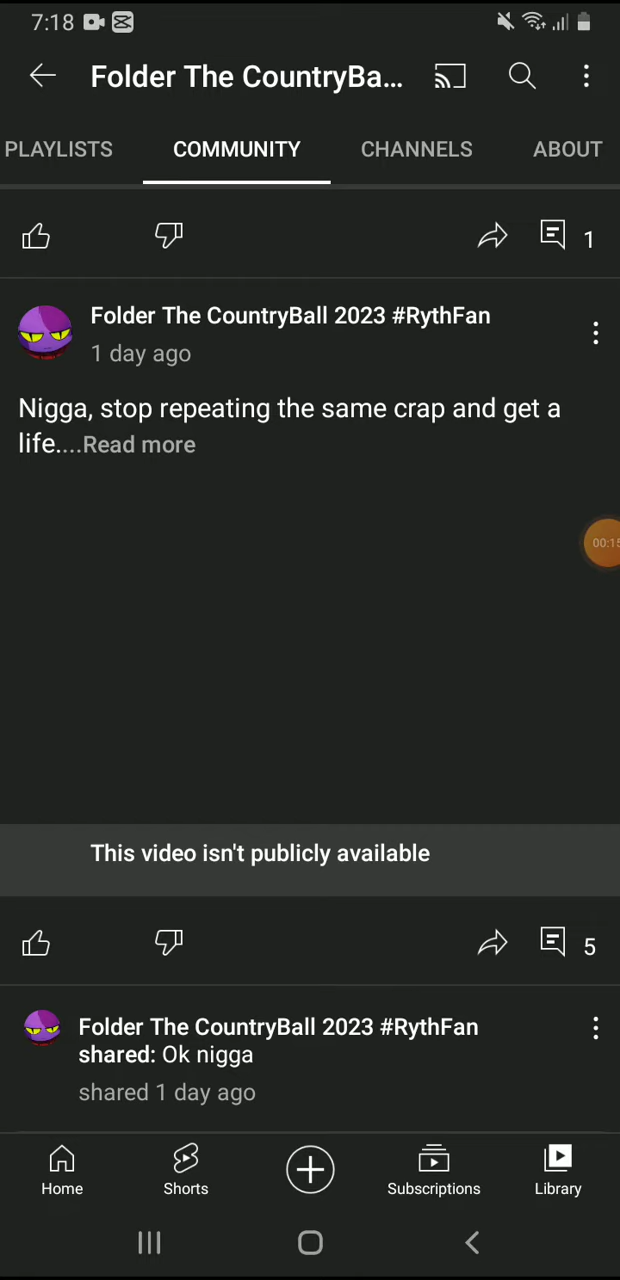 7:18
Folder The CountryBa...
PLAYLISTS COMMUNITY CHANNELS ABOUT
1
Folder The CountryBall 2023 #RythFan
1 day ago
Nigga, stop repeating the same crap and get a
life....Read more
00:15
This video isn't publicly available
5
Folder The CountryBall 2023 #RythFan
shared: Ok nigga
shared 1 day ago
Home Shorts Subscriptions Library